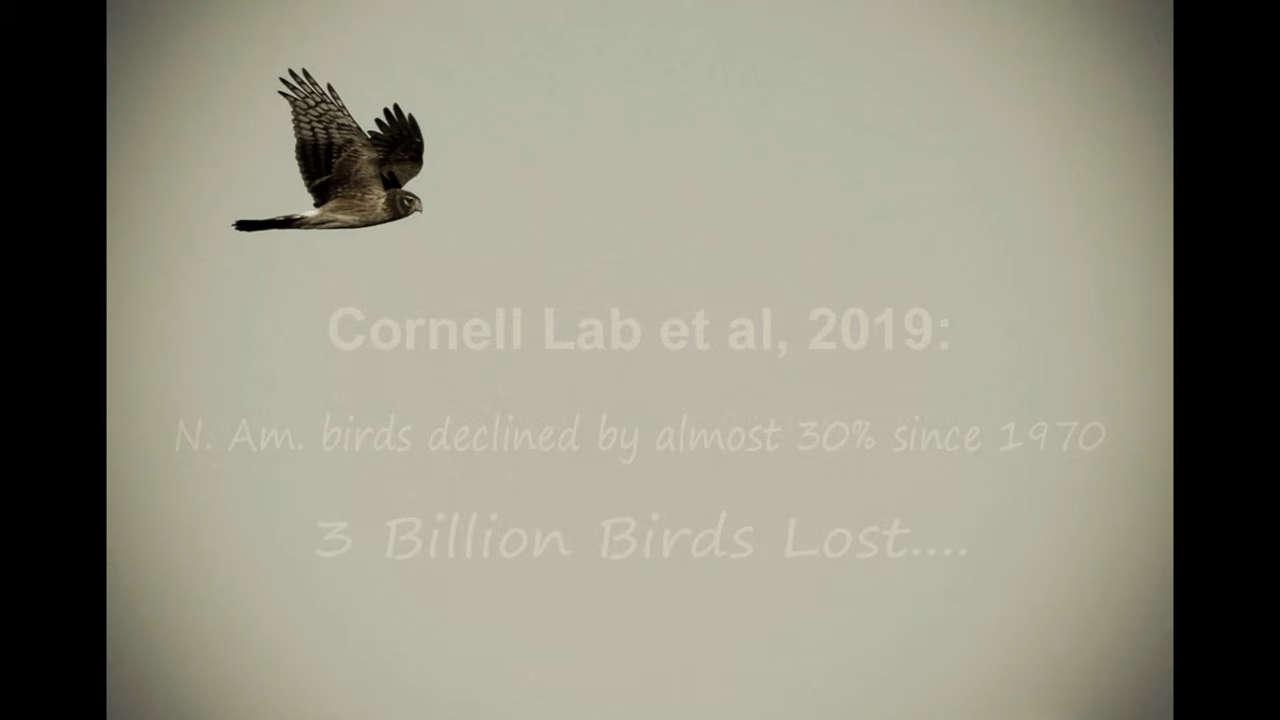 Cornell Lab et al, 2019:
N. Am. birds declined by almost 30% since 1970
3 Billion Birds Lost....